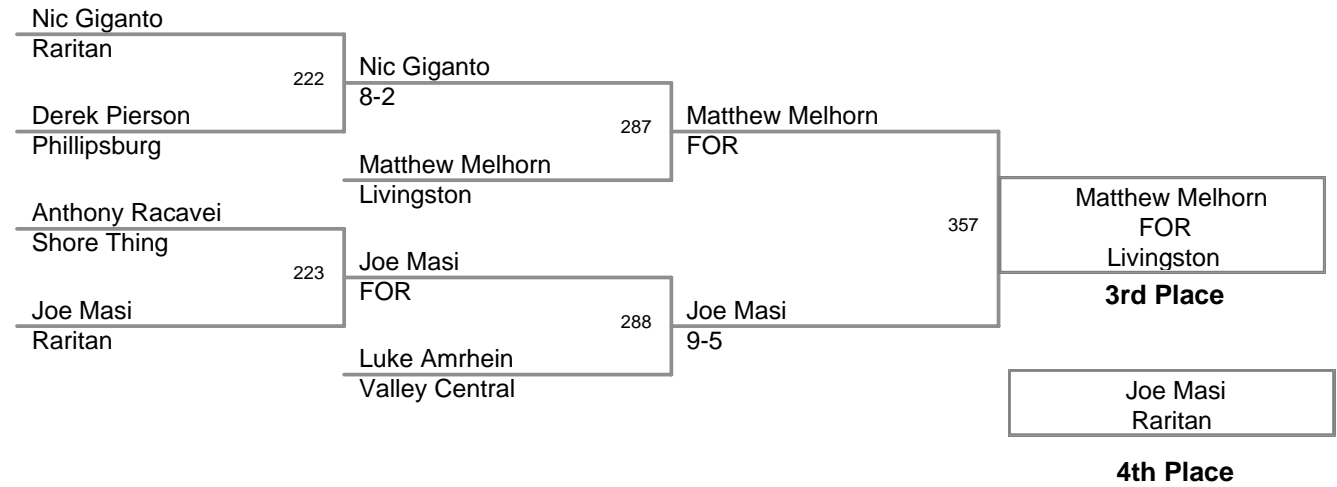 Nic Giganto
Raritan
222
Nic Giganto
8-2
Derek Pierson
Phillipsburg
287
Matthew Melhorn
FOR
Matthew Melhorn
Livingston
Anthony Racavei
Shore Thing
357
Matthew Melhorn
FOR
Livingston
3rd Place
223
Joe Masi
FOR
Joe Masi
Raritan
288
Joe Masi
9-5
Luke Amrhein
Valley Central
Joe Masi
Raritan
4th Place